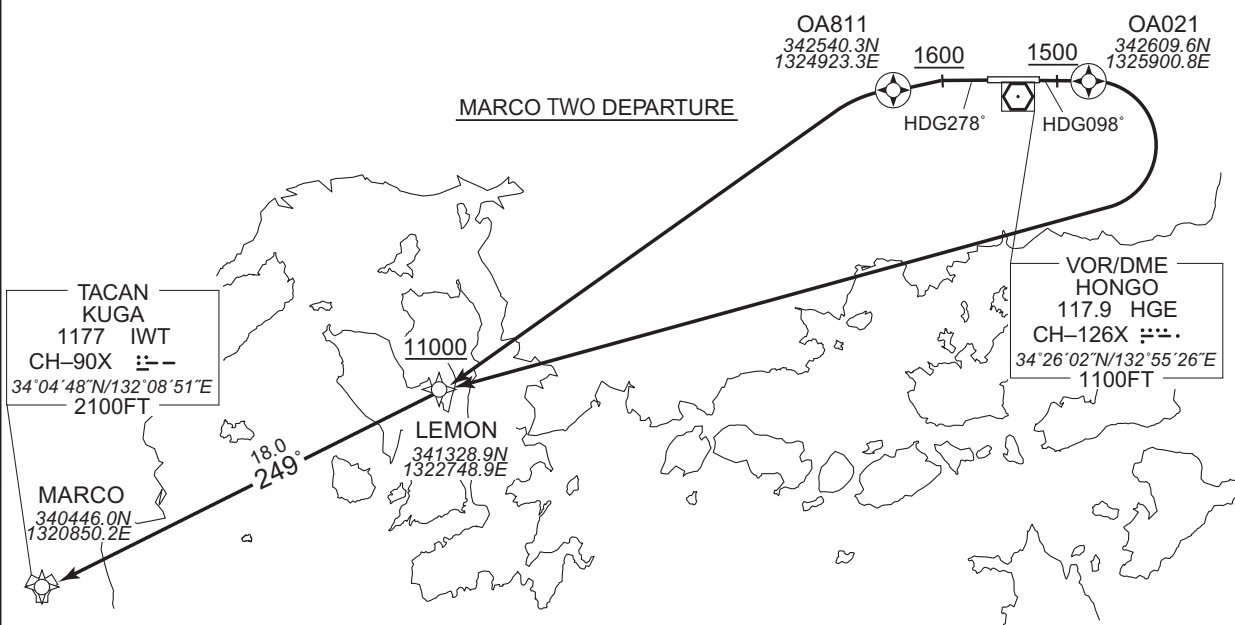 OA811
342540.3N
1324923.3E
1600
1500
OA021
342609.6N
1325900.8E
MARCO TWO DEPARTURE
HDG278°
HDG098°
TACAN
KUGA
1177 IWT
CH–90X
34°04´48˝N/132°08´51˝E
2100FT
VOR/DME
HONGO
117.9 HGE
CH–126X
34°26´02˝N/132°55´26˝E
1100FT
11000
LEMON
341328.9N
1322748.9E
18.0
249°
MARCO
340446.0N
1320850.2E